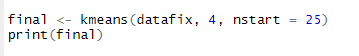 final <- kmeans(datafix, 4, nstart = 25)
print(final)